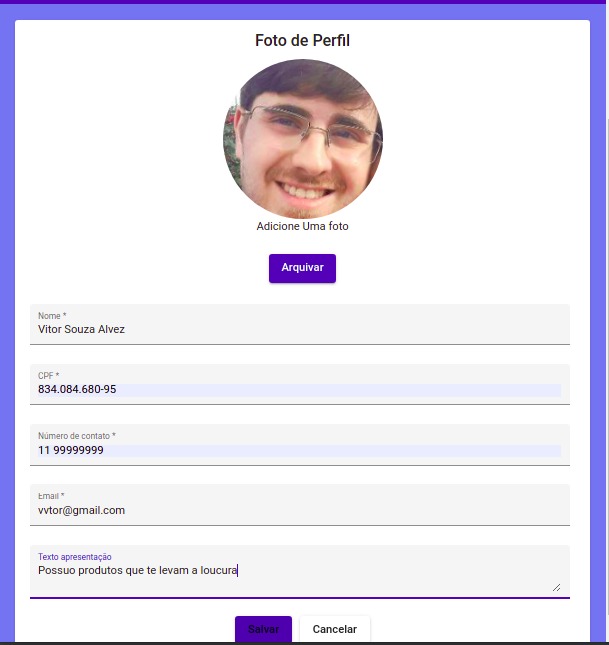 Foto de Perfil
Adicione Uma foto
Arquivar
Nome *
Vitor Souza Alvez
CPF *
834.084.680-95
Número de contato *
11 99999999
Email *
vvtor@gmail.com
Texto apresentação
Possuo produtos que te levam a loucura
Salvar
Cancelar